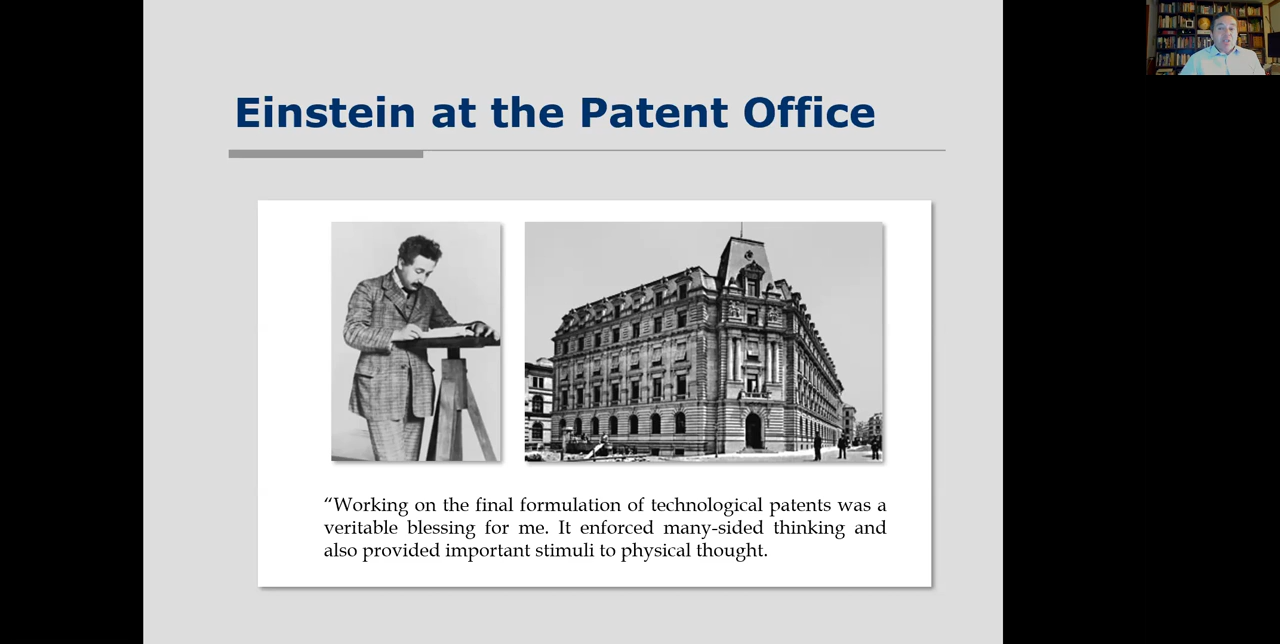 Einstein at the Patent Office
“Working on the final formulation of technological patents was a
veritable blessing for me. It enforced many-sided thinking and
also provided important stimuli to physical thought.